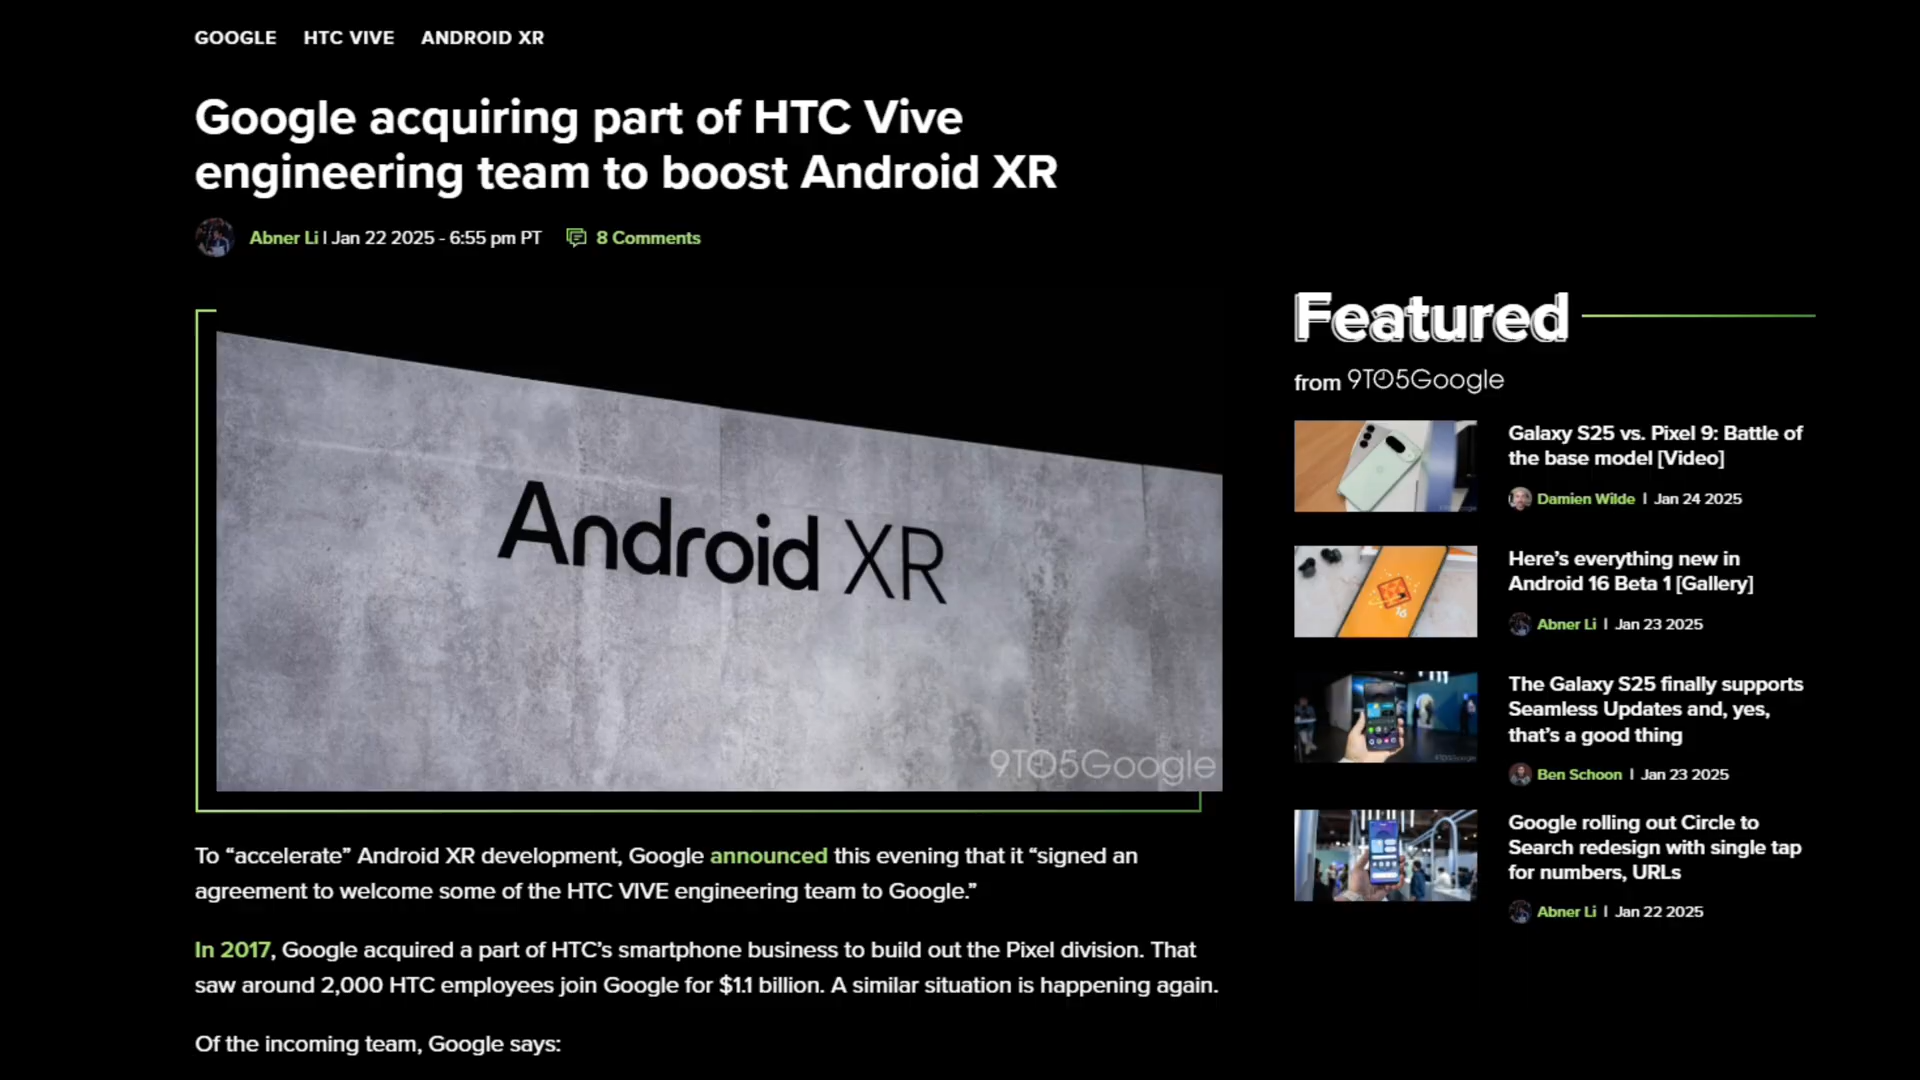 GOOGLE HTC VIVE ANDROID XR
Google acquiring part of HTC Vive
engineering team to boost Android XR
Abner Li | Jan 22 2025 - 6:55 pm PT 8 Comments
Android XR
9TO5Google
To “accelerate” Android XR development, Google announced this evening that it “signed an
agreement to welcome some of the HTC VIVE engineering team to Google.”
In 2017, Google acquired a part of HTC’s smartphone business to build out the Pixel division. That
saw around 2,000 HTC employees join Google for $1.1 billion. A similar situation is happening again.
Of the incoming team, Google says:
Featured
from 9TO5Google
Galaxy S25 vs. Pixel 9: Battle of
the base model [Video]
Damien Wilde | Jan 24 2025
16
Here’s everything new in
Android 16 Beta 1 [Gallery]
Abner Li | Jan 23 2025
The Galaxy S25 finally supports
Seamless Updates and, yes,
that’s a good thing
Ben Schoon | Jan 23 2025
Google rolling out Circle to
Search redesign with single tap
for numbers, URLs
Abner Li | Jan 22 2025